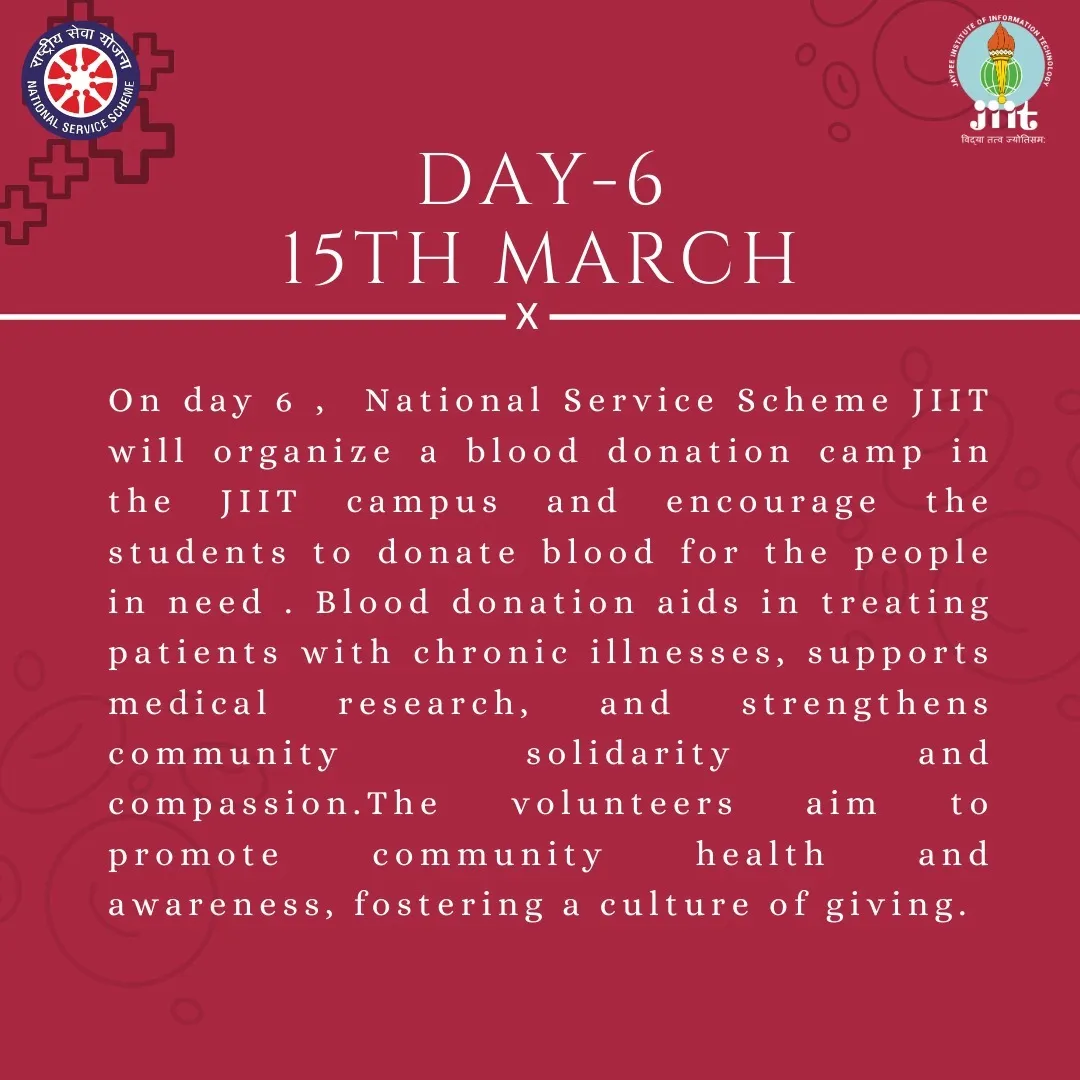 राष्ट्रीय सेवा योजना
NATIONAL SERVICE SCHEME
JAYPEE INSTITUTE OF INFORMATION TECHNOLOGY
jiit
विद्या तत्व ज्योतिसम:
DAY-6
15TH MARCH
X
On day 6 , National Service Scheme JIIT
will organize a blood donation camp in
the JIIT campus and encourage the
students to donate blood for the people
in need . Blood donation aids in treating
patients with chronic illnesses, supports
medical research, and strengthens
community solidarity and
compassion.The volunteers aim to
promote community health and
awareness, fostering a culture of giving.